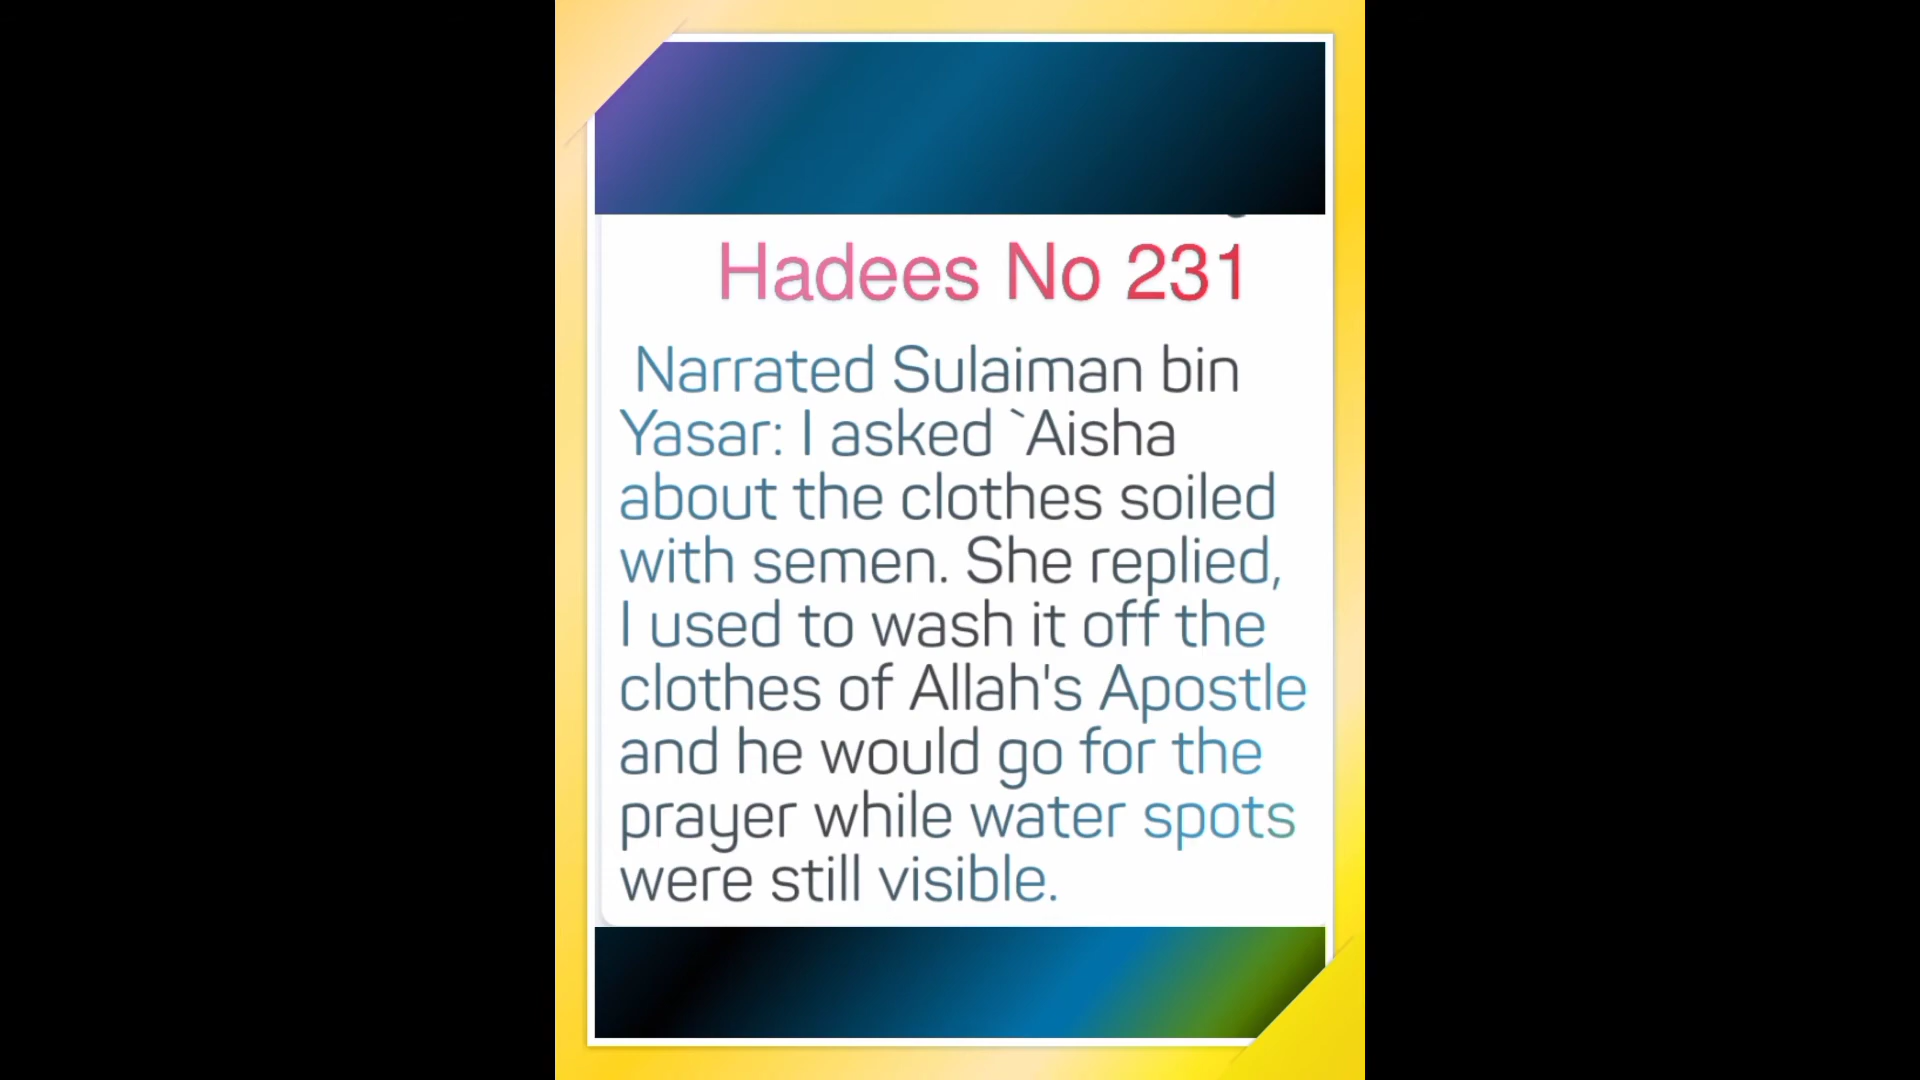 Hadees No 231
Narrated Sulaiman bin
Yasar: I asked `Aisha
about the clothes soiled
with semen. She replied,
I used to wash it off the
clothes of Allah's Apostle
and he would go for the
prayer while water spots
were still visible.